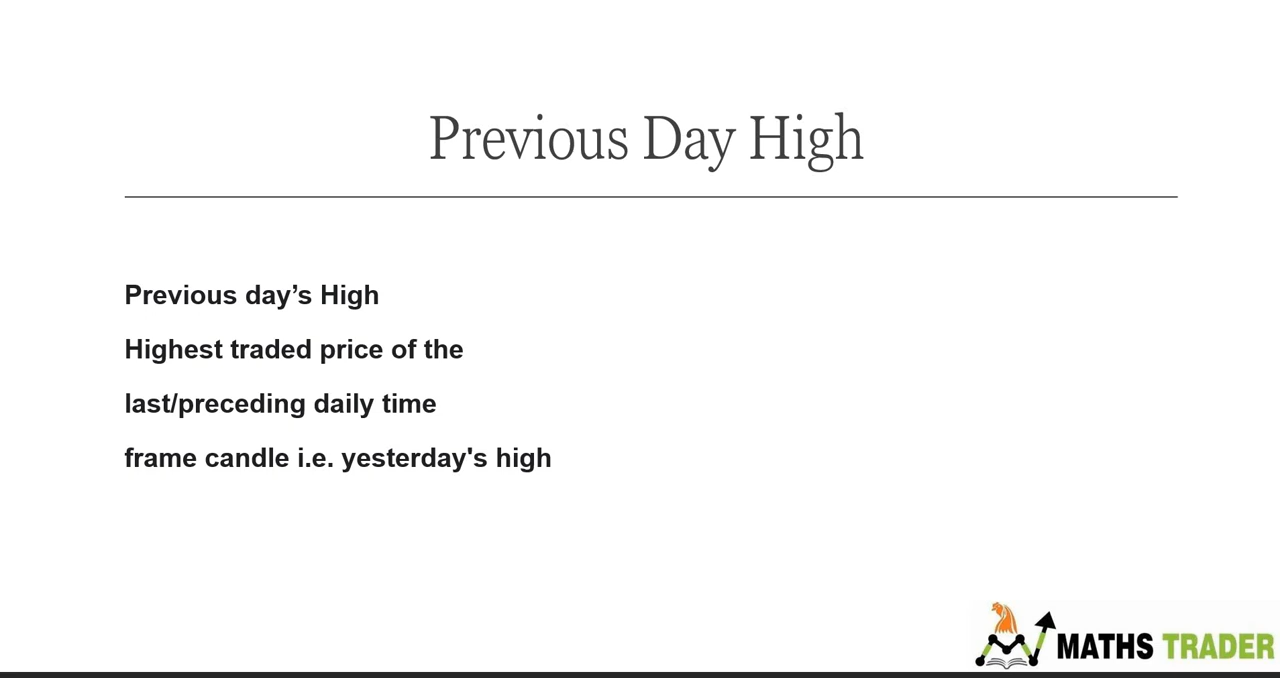 Previous Day High
Previous day’s High
Highest traded price of the
last/preceding daily time
frame candle i.e. yesterday's high
MATHS TRADER